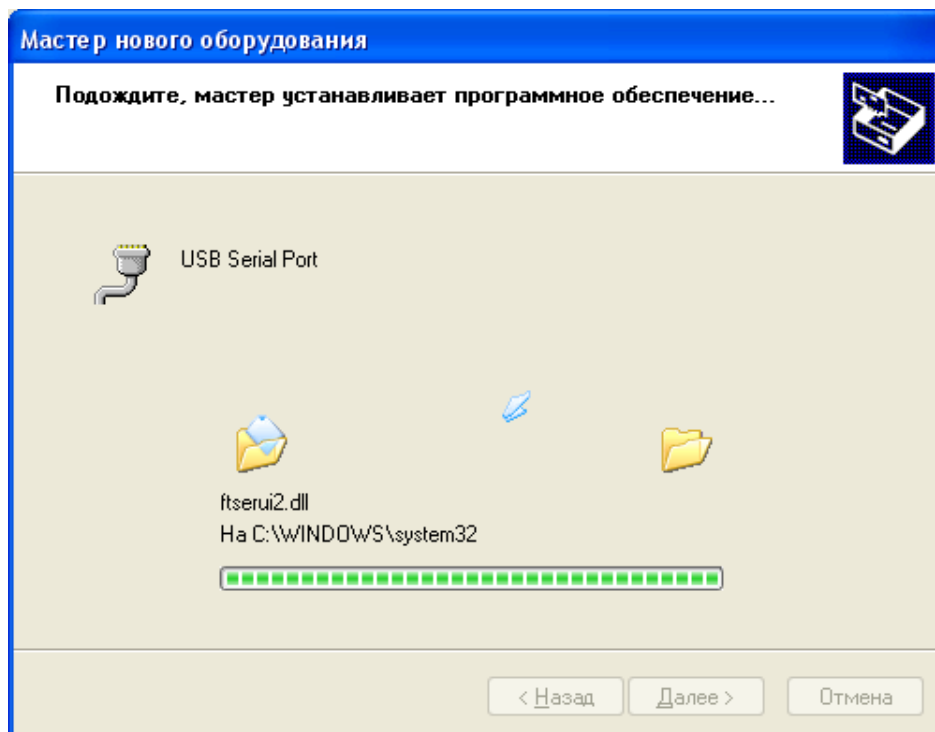 Мастер нового оборудования
Подождите, мастер устанавливает программное обеспечение...
USB Serial Port
ftserui2.dll
На C:\WINDOWS\system32
< Назад
Далее >
Отмена